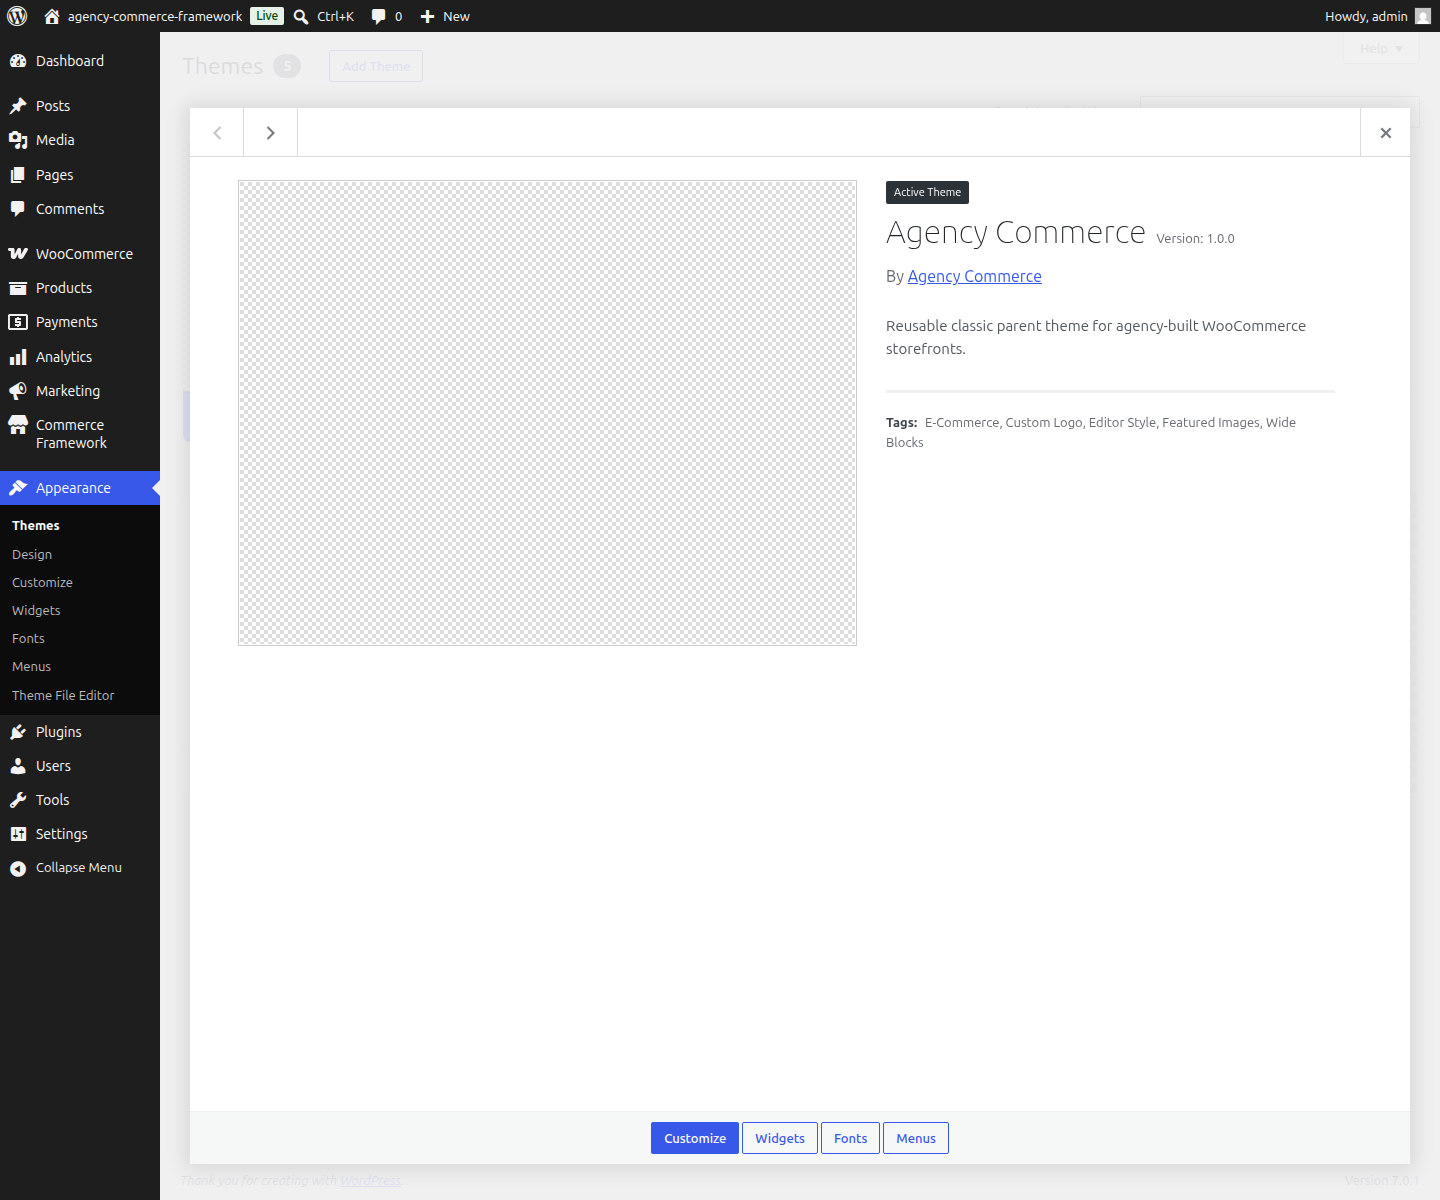 agency-commerce-framework Live Ctrl+K 0 New Howdy, admin
Dashboard
Posts
Media
Pages
Comments
WooCommerce
Products
Payments
Analytics
Marketing
Commerce
Framework
Appearance
Themes
Design
Customize
Widgets
Fonts
Menus
Theme File Editor
Plugins
Users
Tools
Settings
Collapse Menu
Themes 5 Add Theme
Help
Active Theme
Agency Commerce Version: 1.0.0
By Agency Commerce
Reusable classic parent theme for agency-built WooCommerce
storefronts.
Tags: E-Commerce, Custom Logo, Editor Style, Featured Images, Wide
Blocks
Customize Widgets Fonts Menus
Thank you for creating with WordPress.
Version 7.0.1